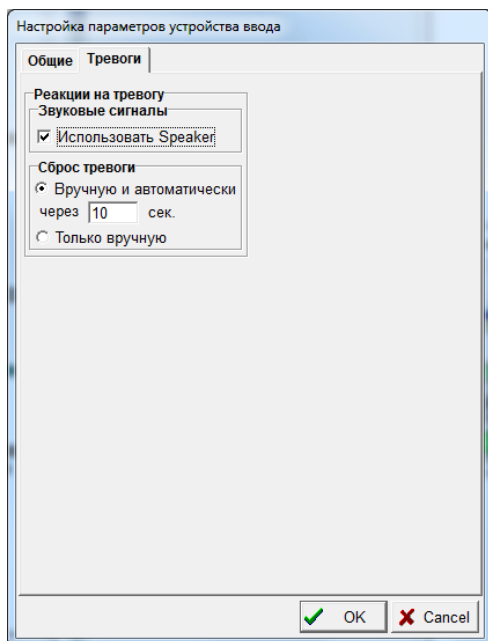 Настройка параметров устройства ввода
Общие Тревоги
Реакции на тревогу
Звуковые сигналы
Использовать Speaker
Сброс тревоги
Вручную и автоматически
через 10 сек.
Только вручную
OK Cancel